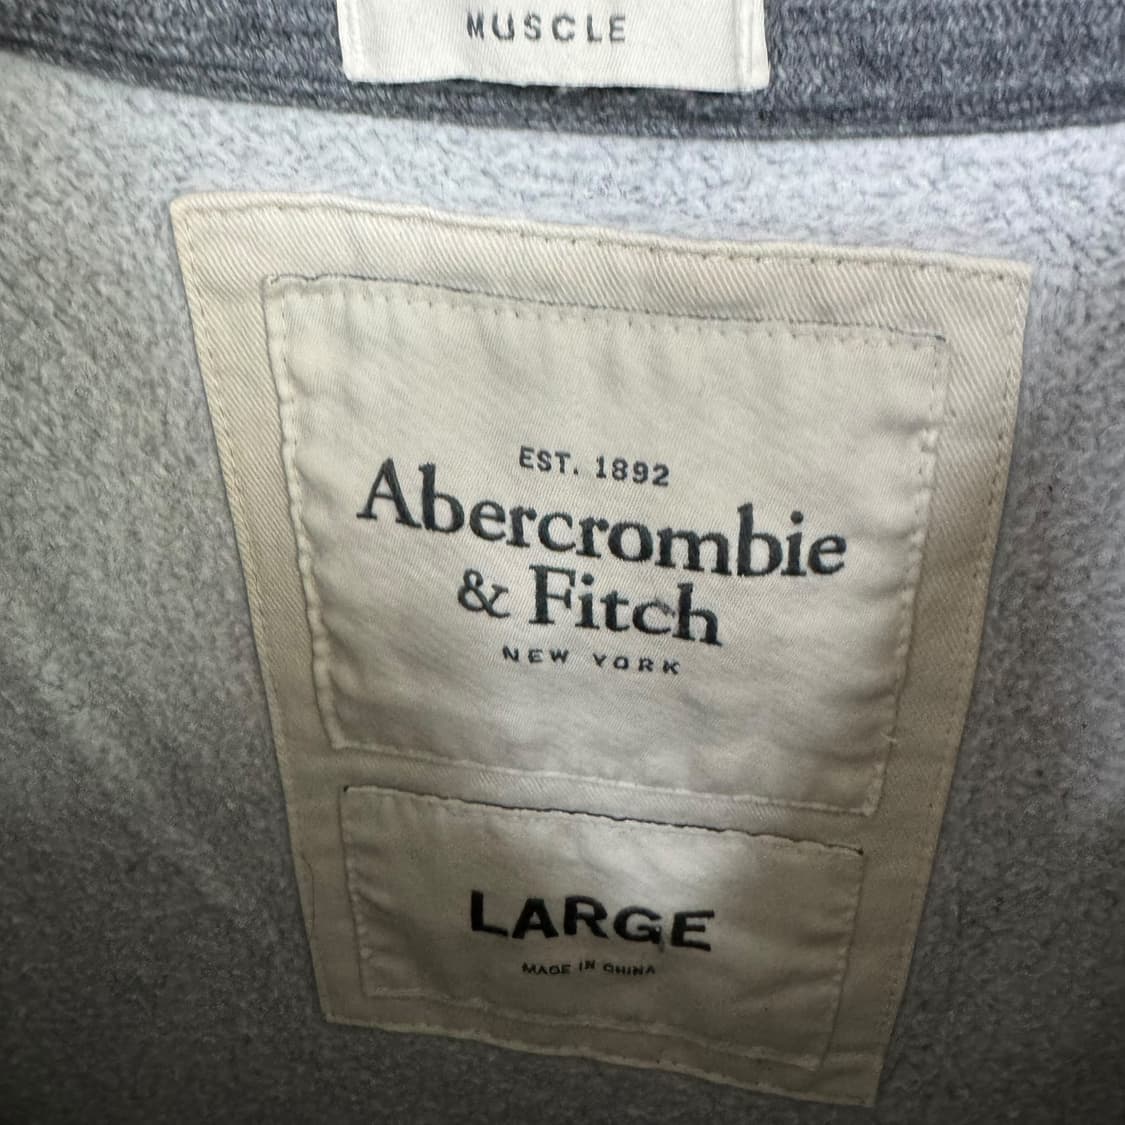 MUSCLE
EST. 1892
Abercrombie
& Fitch
NEW YORK
LARGE
MADE IN CHINA